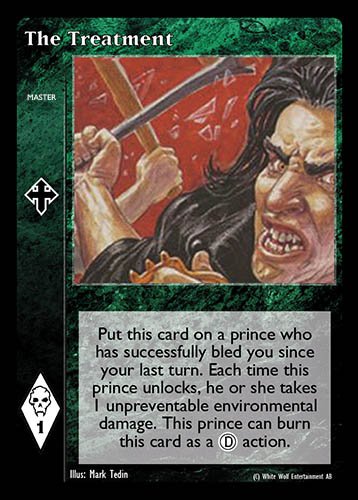 The Treatment
MASTER
Put this card on a prince who
has successfully bled you since
your last turn. Each time this
prince unlocks, he or she takes
1 unpreventable environmental
damage. This prince can burn
this card as a Ⓓ action.
1
Illus: Mark Tedin
(C) White Wolf Entertainment AB